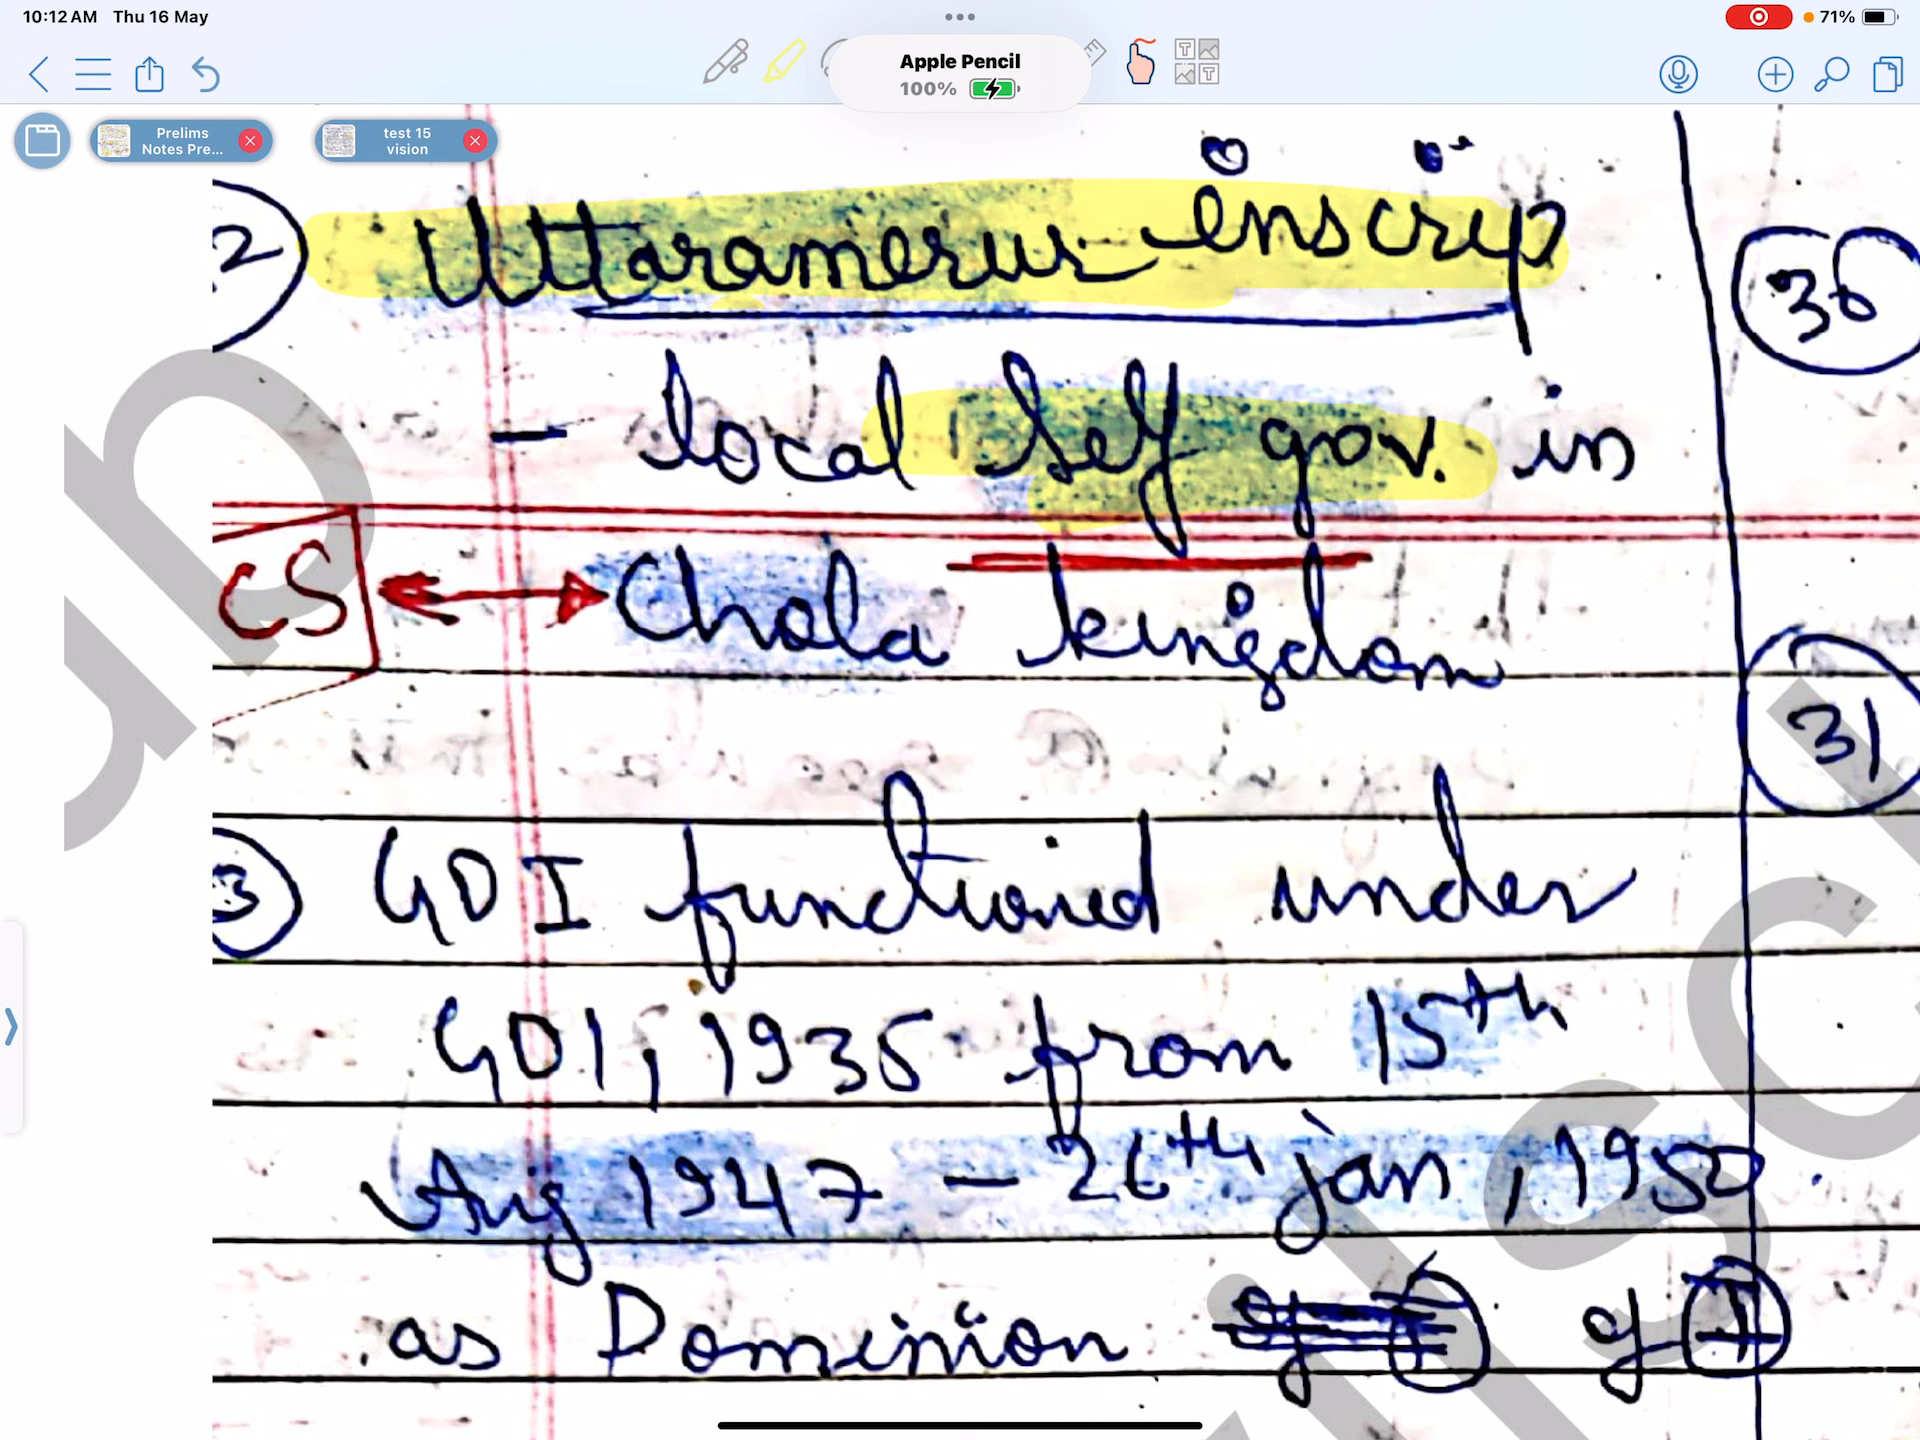 10:12 AM Thu 16 May
71%
Apple Pencil
100%
Prelims
Notes Pre...
test 15
vision
2 Uttaramerur inscrip
- local self gov. in
CS Chola kingdom
30
31
3 GOI functioned under
GOI, 1935 from 15th
Aug 1947 - 26th jan, 1950
as Dominion of I